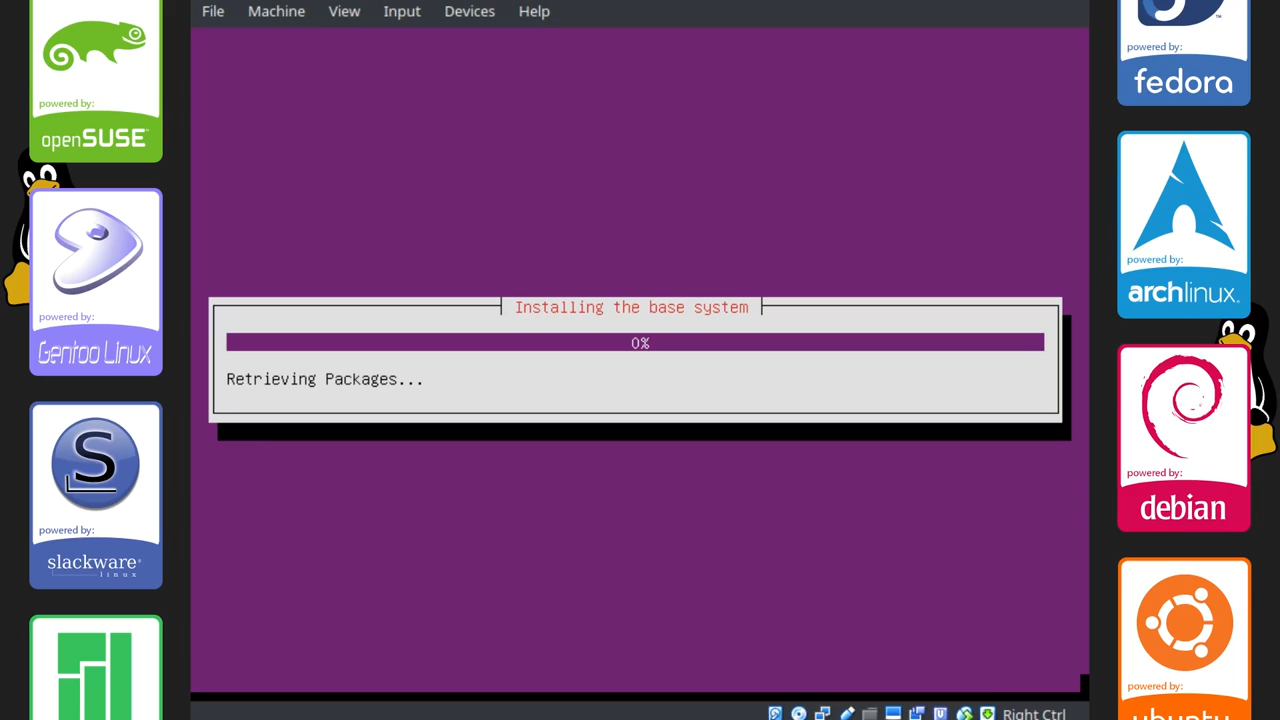 File Machine View Input Devices Help
powered by:
openSUSE
powered by:
Gentoo Linux
powered by:
slackware
linux
Installing the base system
0%
Retrieving Packages...
Right Ctrl
powered by:
fedora
powered by:
archlinux
powered by:
debian
powered by:
ubuntu